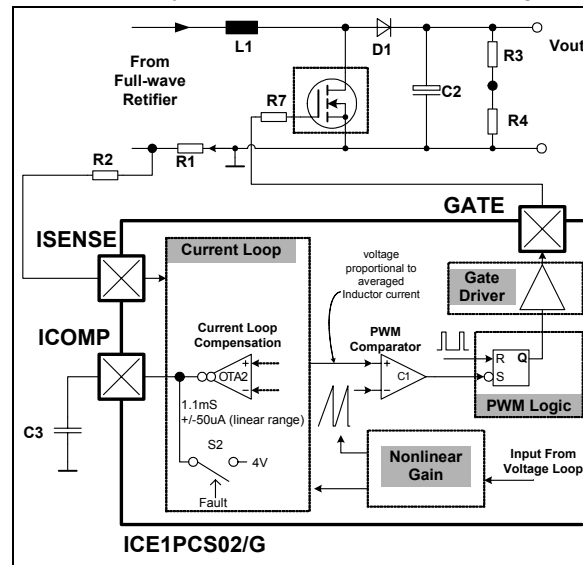 L1
D1
Vout
From
Full-wave
Retifier
R3
R7
C2
R4
R2
R1
GATE
ISENSE
Current Loop
voltage
proportional to
averaged
Inductor current
Gate
Driver
ICOMP
Current Loop
Compensation
PWM
Comparator
+
OTA2
-
+
C1
-
R
Q
S
PWM Logic
1.1mS
+/-50uA (linear range)
C3
S2
4V
Fault
Nonlinear
Gain
Input From
Voltage Loop
ICE1PCS02/G